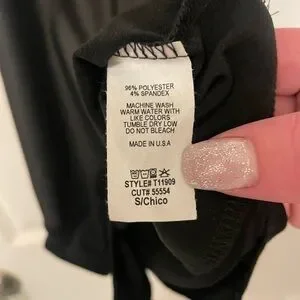 96% POLYESTER
4% SPANDEX
MACHINE WASH
WARM WATER WITH
LIKE COLORS
TUMBLE DRY LOW
DO NOT BLEACH
MADE IN U.S.A
STYLE# T11909
CUT# 55554
S/Chico